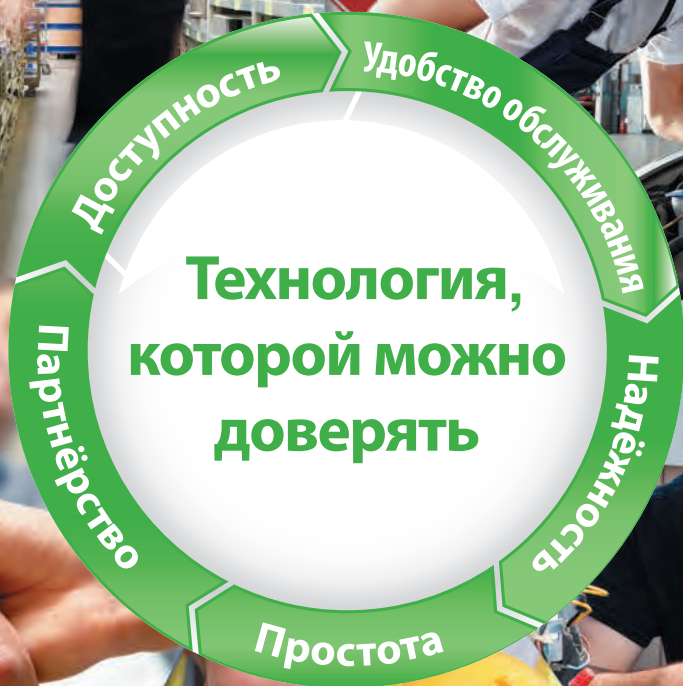 Технология,
которой можно
доверять
Доступность
Удобство обслуживания
Надёжность
Простота
Партнёрство